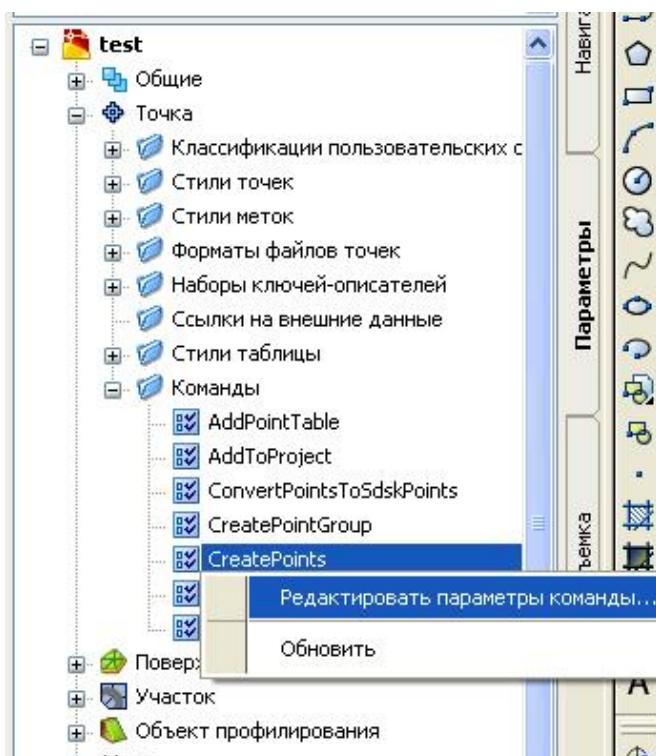 test
Общие
Точка
Классификации пользовательских с
Стили точек
Стили меток
Форматы файлов точек
Наборы ключей-описателей
Ссылки на внешние данные
Стили таблицы
Команды
AddPointTable
AddToProject
ConvertPointsToSdskPoints
CreatePointGroup
CreatePoints
Редактировать параметры команды...
Обновить
Поверх
Участок
Объект профилирования
Навига
Параметры
ъемка
A